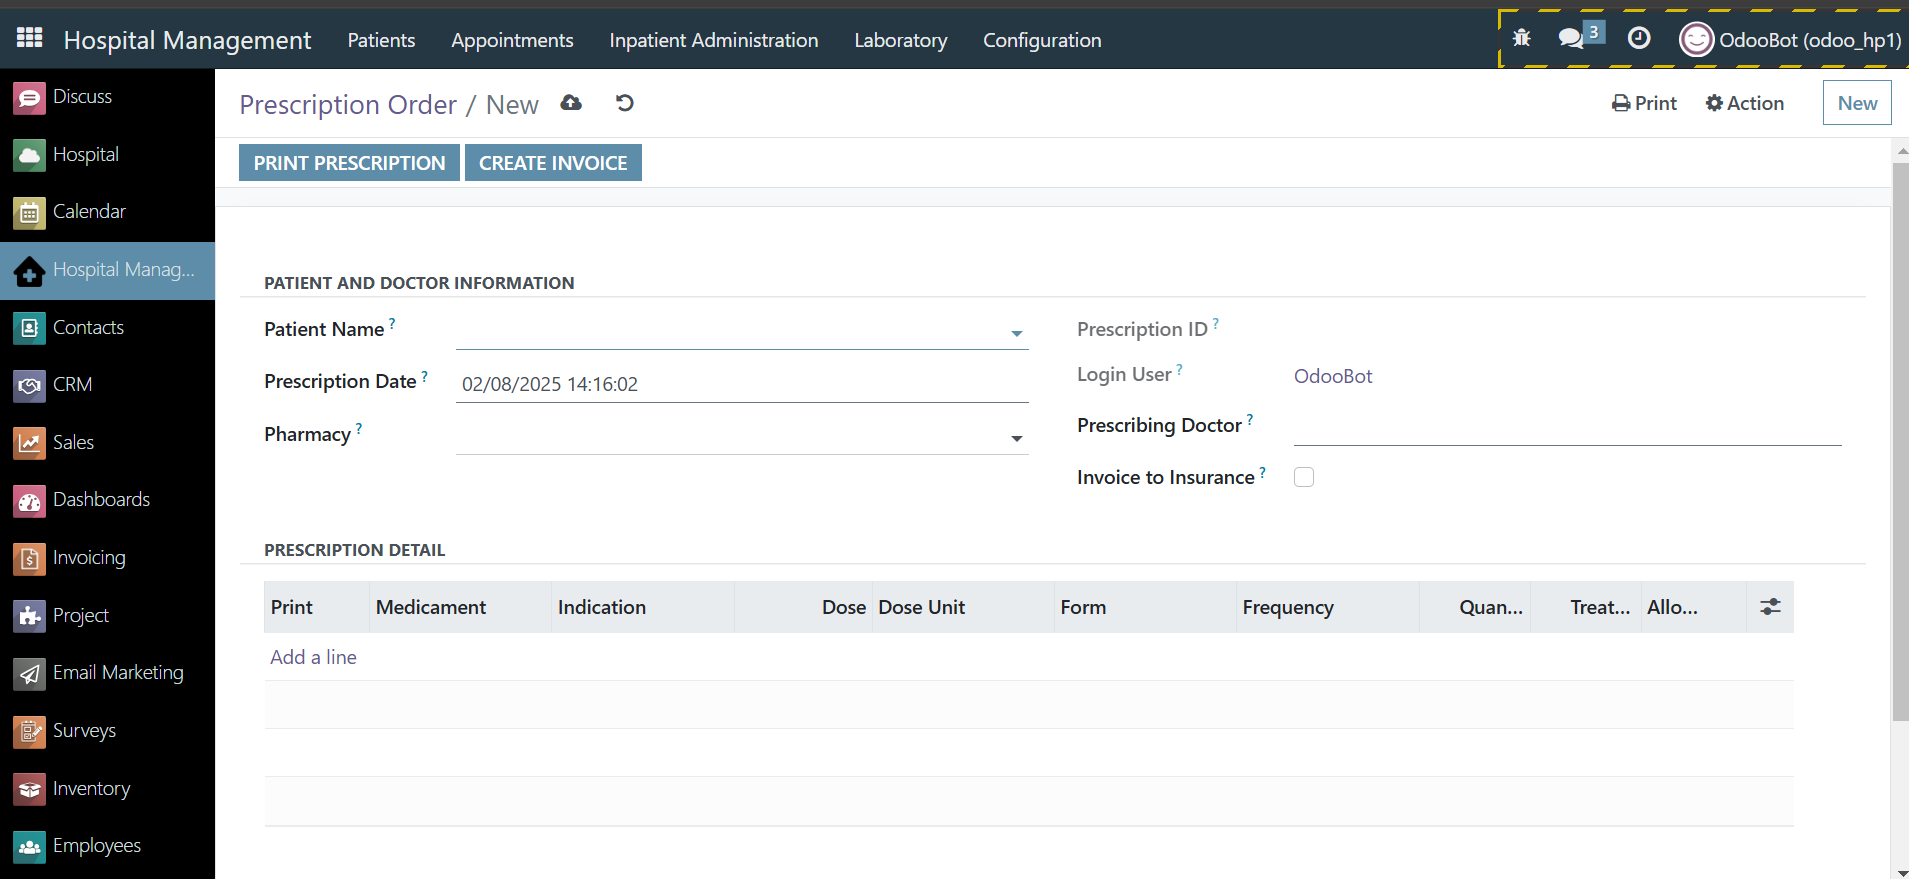 Hospital Management Patients Appointments Inpatient Administration Laboratory Configuration 3 OdooBot (odoo_hp1)
Discuss
Hospital
Calendar
Hospital Manag...
Contacts
CRM
Sales
Dashboards
Invoicing
Project
Email Marketing
Surveys
Inventory
Employees
Prescription Order / New Print Action New
PRINT PRESCRIPTION CREATE INVOICE
PATIENT AND DOCTOR INFORMATION
Patient Name ?
Prescription Date ? 02/08/2025 14:16:02
Pharmacy ?
Prescription ID ?
Login User ? OdooBot
Prescribing Doctor ?
Invoice to Insurance ?
PRESCRIPTION DETAIL
Print Medicament Indication Dose Dose Unit Form Frequency Quan... Treat... Allo...
Add a line